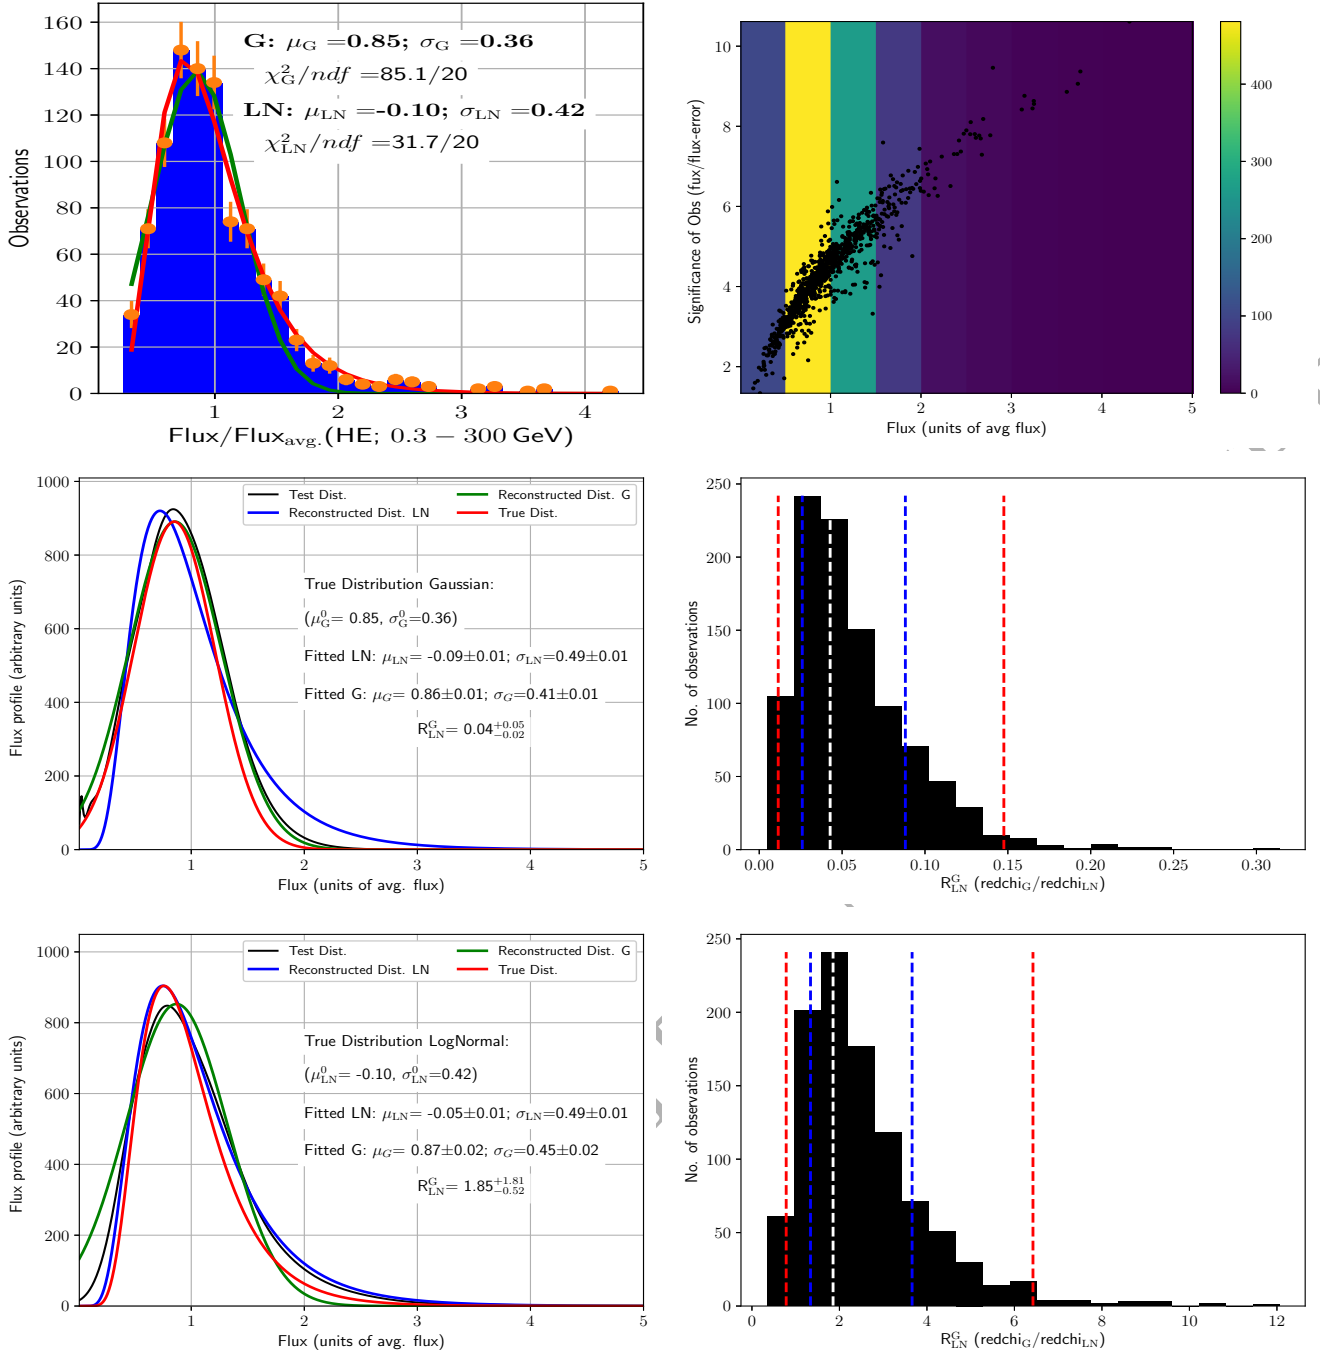 160
140
120
100
80
60
40
20
0
Observations
G: μG =0.85; σG =0.36
χ²G/ndf =85.1/20
LN: μLN =-0.10; σLN =0.42
χ²LN/ndf =31.7/20
1 2 3 4
Flux/Fluxavg.(HE; 0.3 − 300 GeV)
10
8
6
4
2
Significance of Obs (fux/flux-error)
1 2 3 4 5
Flux (units of avg flux)
400
300
200
100
0
1000
800
600
400
200
0
Flux profile (arbitrary units)
Test Dist.
Reconstructed Dist. LN
Reconstructed Dist. G
True Dist.
True Distribution Gaussian:
(μ⁰G= 0.85, σ⁰G=0.36)
Fitted LN: μLN= -0.09±0.01; σLN=0.49±0.01
Fitted G: μG= 0.86±0.01; σG=0.41±0.01
R^G_LN= 0.04 +0.05 −0.02
1 2 3 4 5
Flux (units of avg. flux)
250
200
150
100
50
0
No. of observations
0.00 0.05 0.10 0.15 0.20 0.25 0.30
R^G_LN (redchiG/redchiLN)
1000
800
600
400
200
0
Flux profile (arbitrary units)
Test Dist.
Reconstructed Dist. LN
Reconstructed Dist. G
True Dist.
True Distribution LogNormal:
(μ⁰LN= -0.10, σ⁰LN=0.42)
Fitted LN: μLN= -0.05±0.01; σLN=0.49±0.01
Fitted G: μG= 0.87±0.02; σG=0.45±0.02
R^G_LN= 1.85 +1.81 −0.52
1 2 3 4 5
Flux (units of avg. flux)
250
200
150
100
50
0
No. of observations
0 2 4 6 8 10 12
R^G_LN (redchiG/redchiLN)